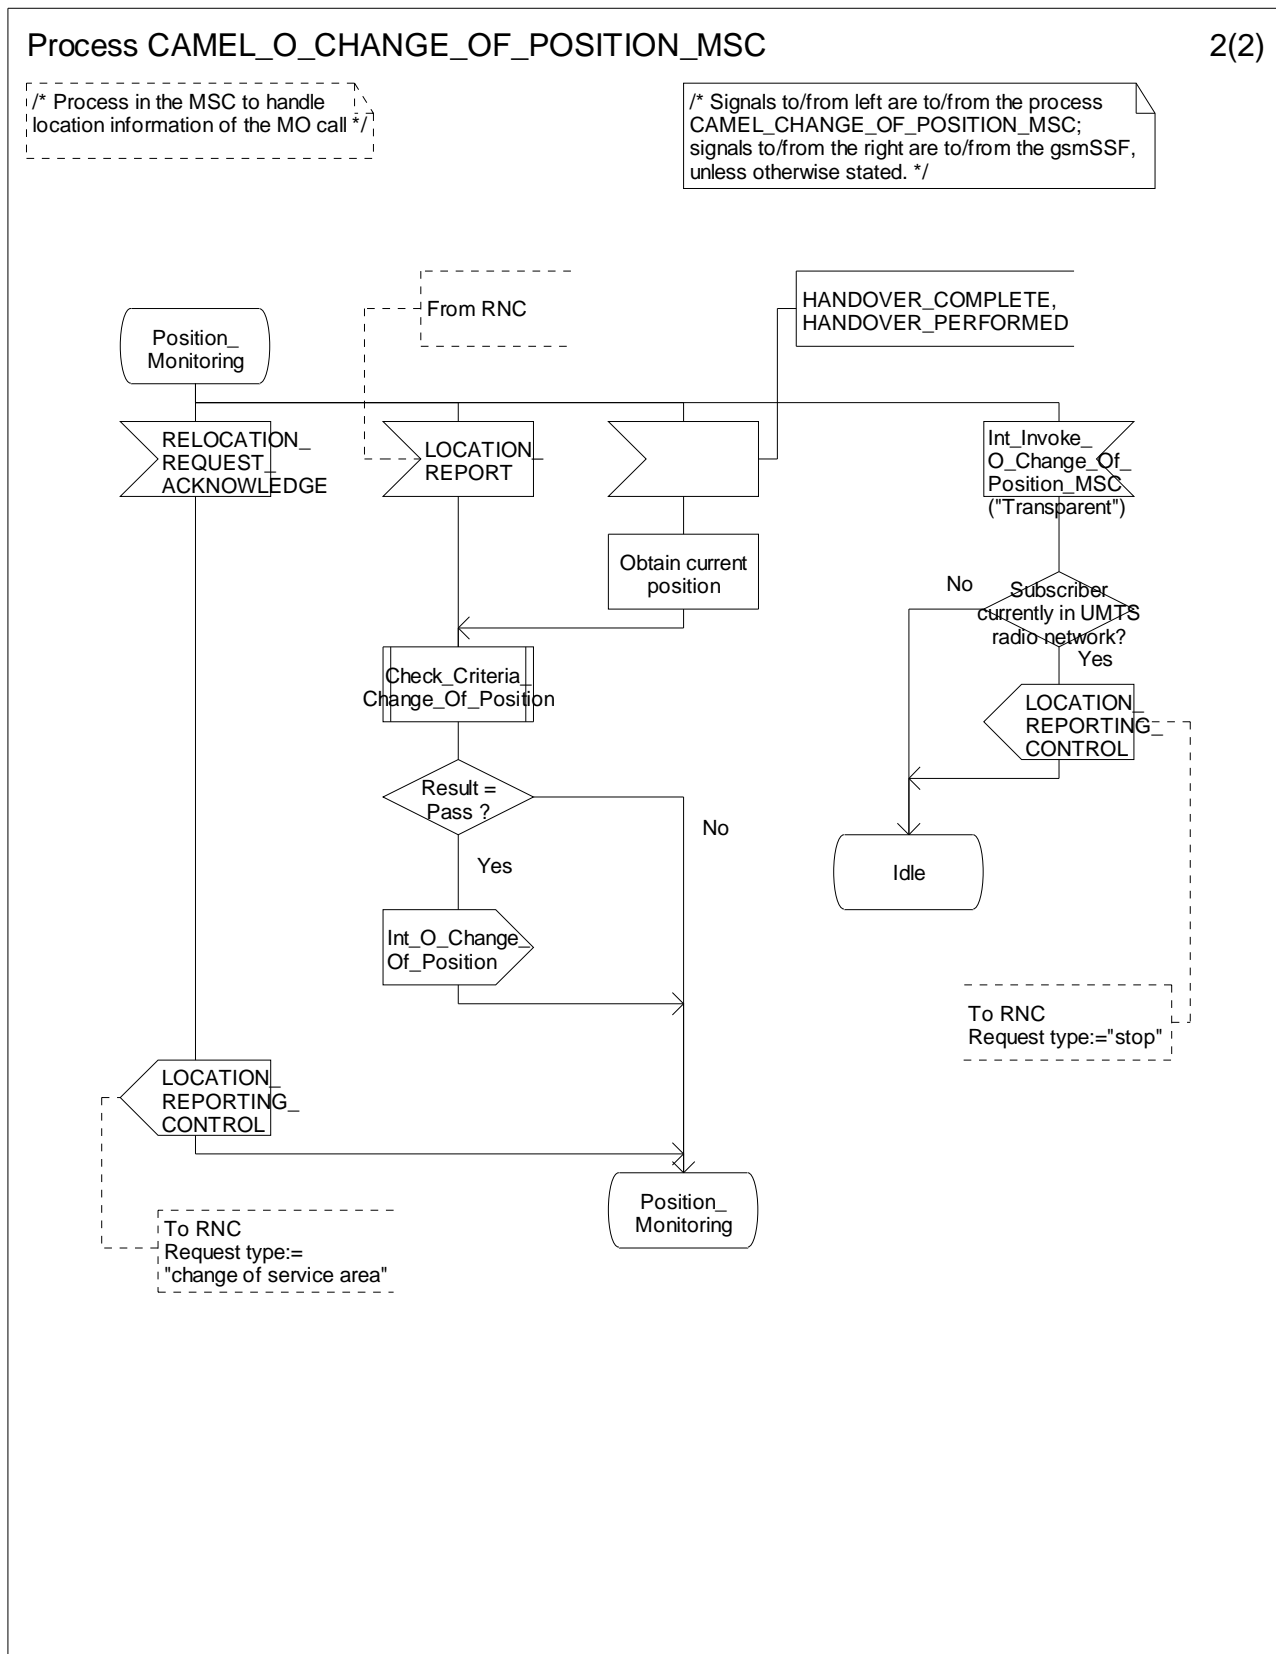 Process CAMEL_O_CHANGE_OF_POSITION_MSC
2(2)
/* Process in the MSC to handle
location information of the MO call */
/* Signals to/from left are to/from the process
CAMEL_CHANGE_OF_POSITION_MSC;
signals to/from the right are to/from the gsmSSF,
unless otherwise stated. */
From RNC
HANDOVER_COMPLETE,
HANDOVER_PERFORMED
Position_
Monitoring
RELOCATION_
REQUEST_
ACKNOWLEDGE
LOCATION_
REPORT
Int_Invoke_
O_Change_Of_
Position_MSC
("Transparent")
Obtain current
position
No
Subscriber
currently in UMTS
radio network?
Yes
Check_Criteria_
Change_Of_Position
LOCATION_
REPORTING_
CONTROL
Result =
Pass ?
No
Yes
Idle
Int_O_Change_
Of_Position
To RNC
Request type:="stop"
LOCATION_
REPORTING_
CONTROL
Position_
Monitoring
To RNC
Request type:=
"change of service area"